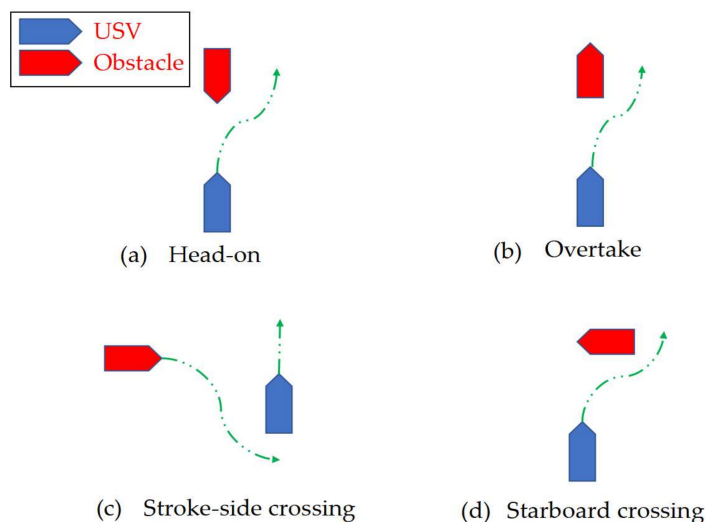 USV
Obstacle
(a) Head-on
(b) Overtake
(c) Stroke-side crossing
(d) Starboard crossing